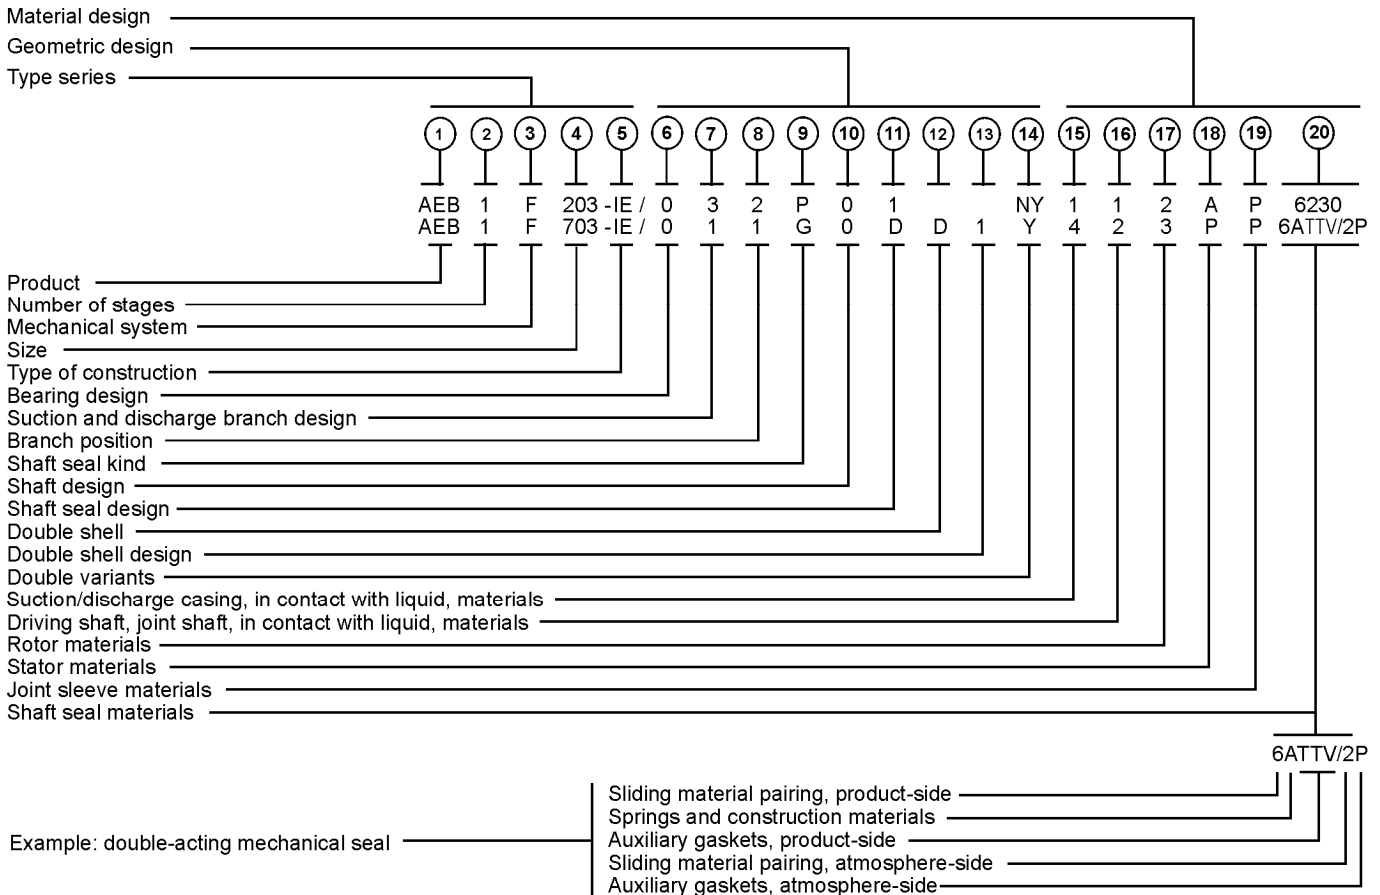 Material design
Geometric design
Type series
1 2 3 4 5 6 7 8 9 10 11 12 13 14 15 16 17 18 19 20
AEB 1 F 203 -IE / 0 3 2 P 0 1 NY 1 1 2 A P 6230
AEB 1 F 703 -IE / 0 1 1 G 0 D D 1 Y 4 2 3 P P 6ATTV/2P
Product
Number of stages
Mechanical system
Size
Type of construction
Bearing design
Suction and discharge branch design
Branch position
Shaft seal kind
Shaft design
Shaft seal design
Double shell
Double shell design
Double variants
Suction/discharge casing, in contact with liquid, materials
Driving shaft, joint shaft, in contact with liquid, materials
Rotor materials
Stator materials
Joint sleeve materials
Shaft seal materials
6ATTV/2P
Sliding material pairing, product-side
Springs and construction materials
Auxiliary gaskets, product-side
Example: double-acting mechanical seal
Sliding material pairing, atmosphere-side
Auxiliary gaskets, atmosphere-side